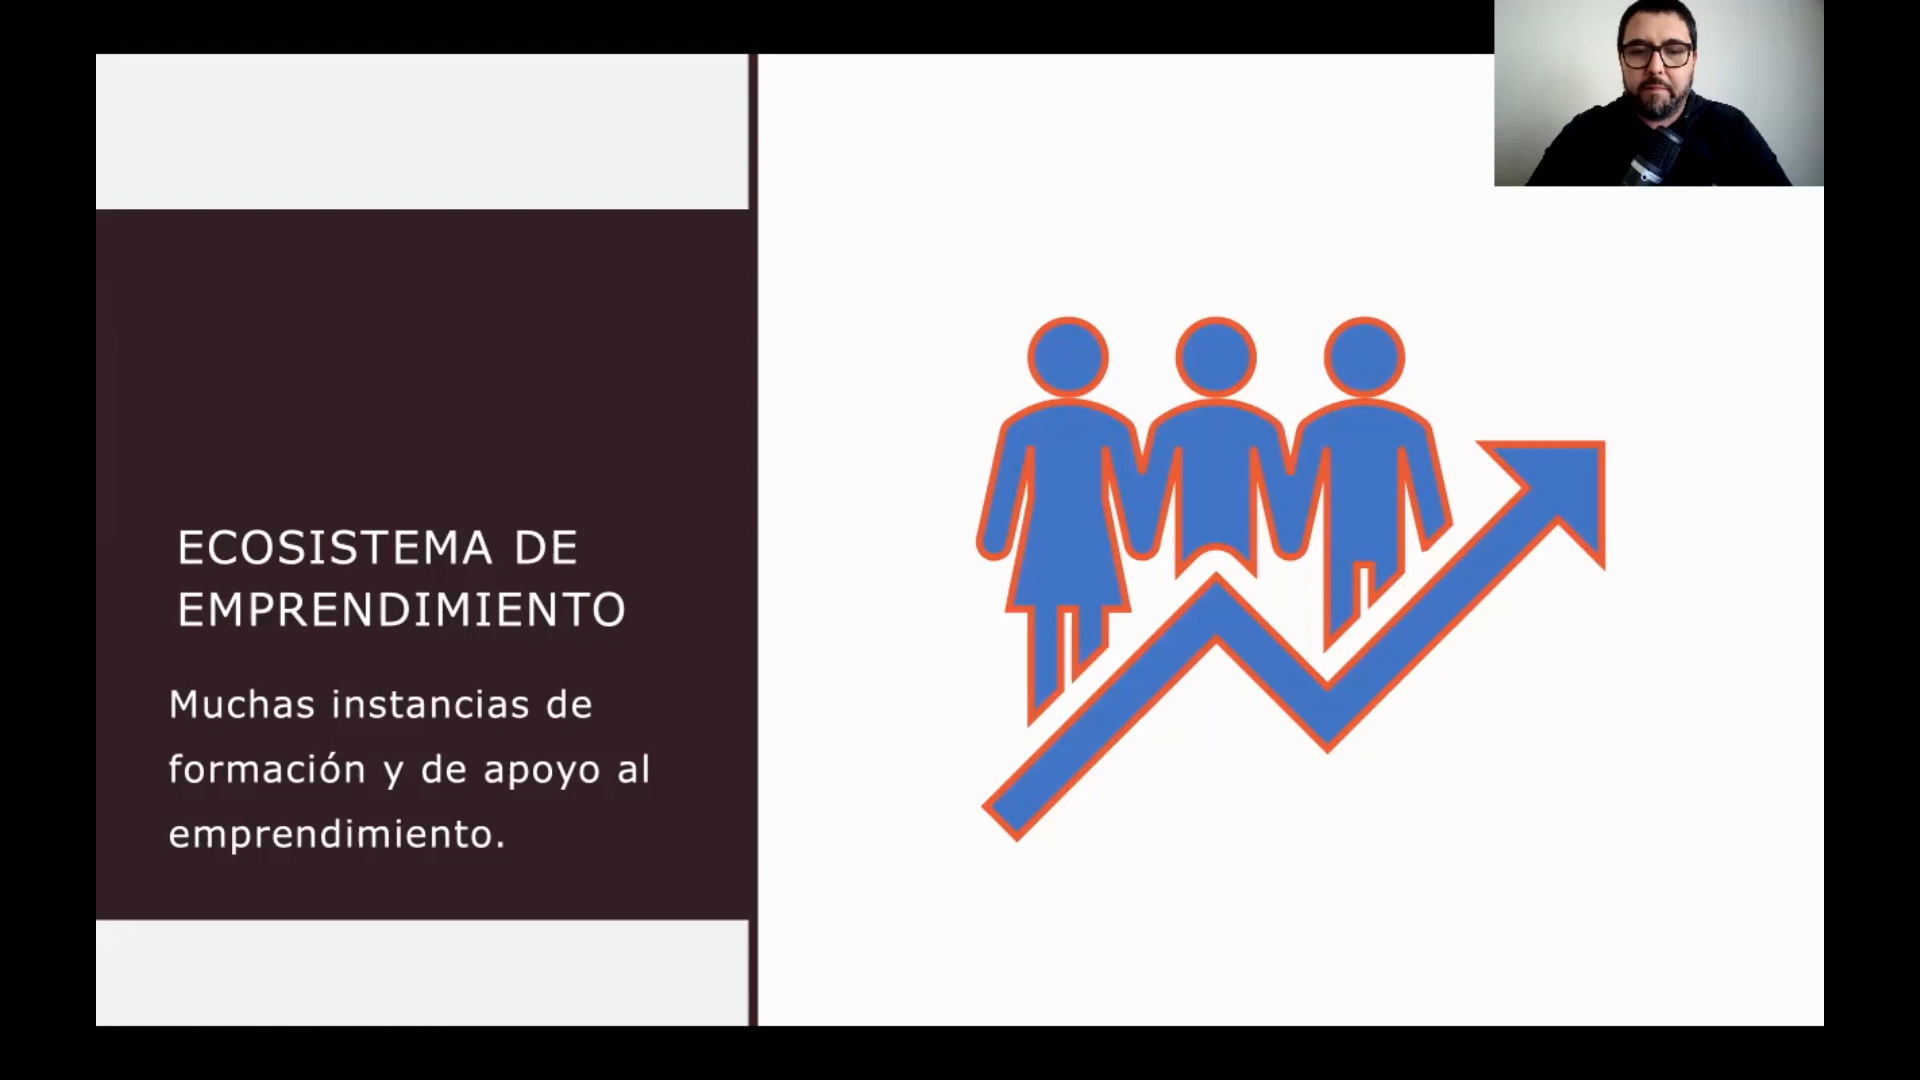 ECOSISTEMA DE
EMPRENDIMIENTO
Muchas instancias de
formación y de apoyo al
emprendimiento.